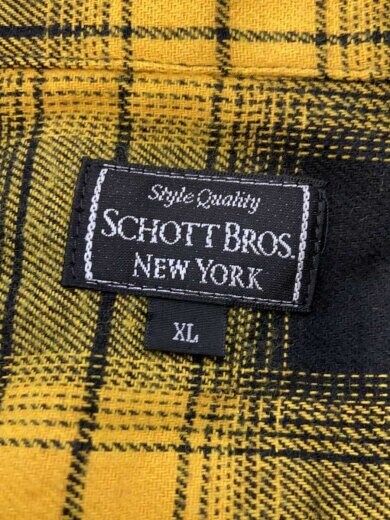 Style Quality
SCHOTT BROS.
NEW YORK
XL